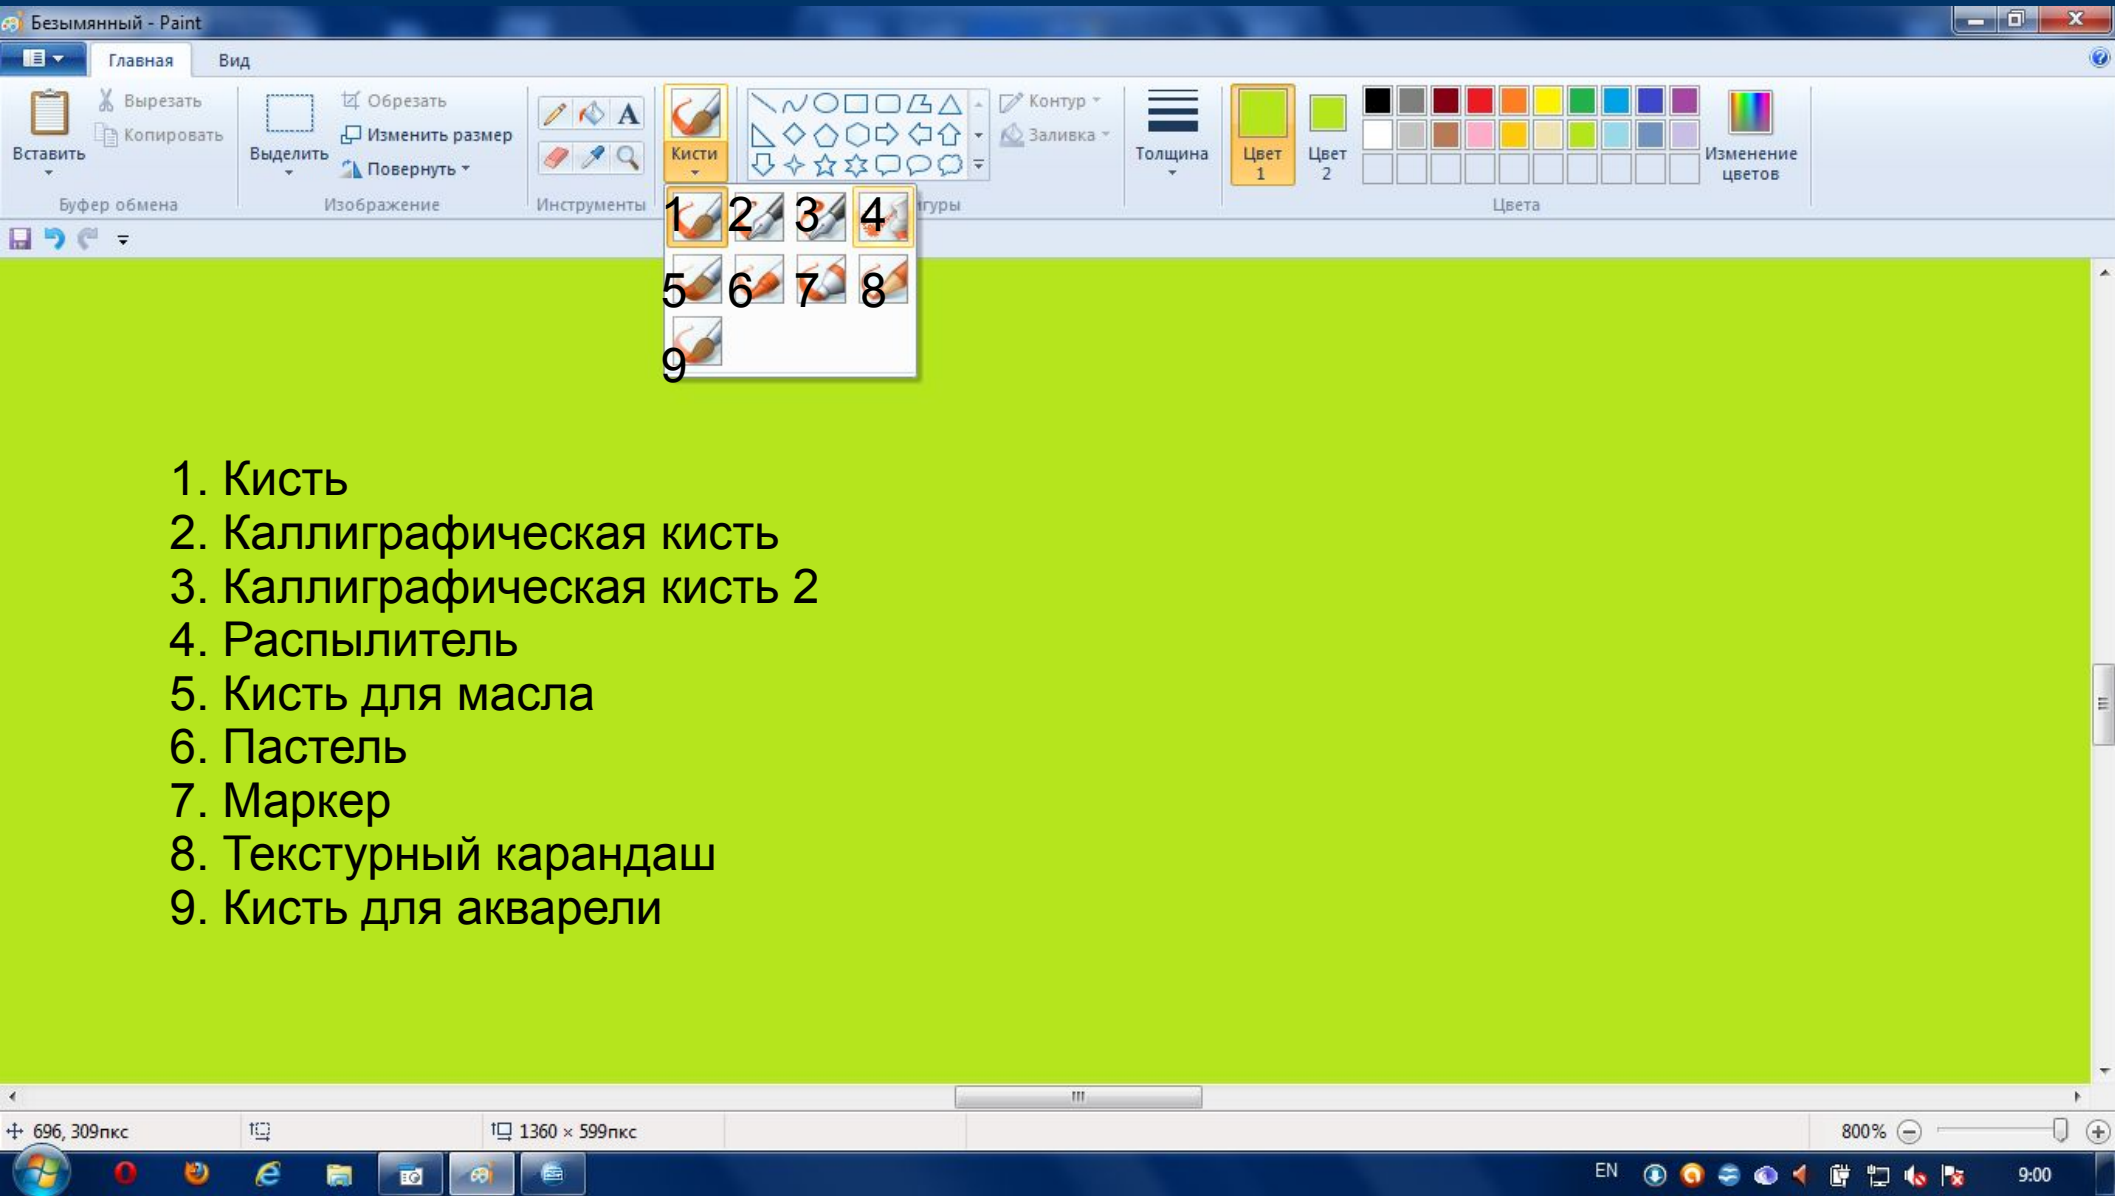 Безымянный - Paint
Главная Вид
Вставить
Вырезать
Копировать
Буфер обмена
Выделить
Обрезать
Изменить размер
Повернуть
Изображение
A
Инструменты
Кисти
Контур
Заливка
гуры
Толщина
Цвет
1
Цвет
2
Изменение
цветов
Цвета
1 2 3 4
5 6 7 8
9
1. Кисть
2. Каллиграфическая кисть
3. Каллиграфическая кисть 2
4. Распылитель
5. Кисть для масла
6. Пастель
7. Маркер
8. Текстурный карандаш
9. Кисть для акварели
696, 309пкс
1360 × 599пкс
800%
EN
9:00